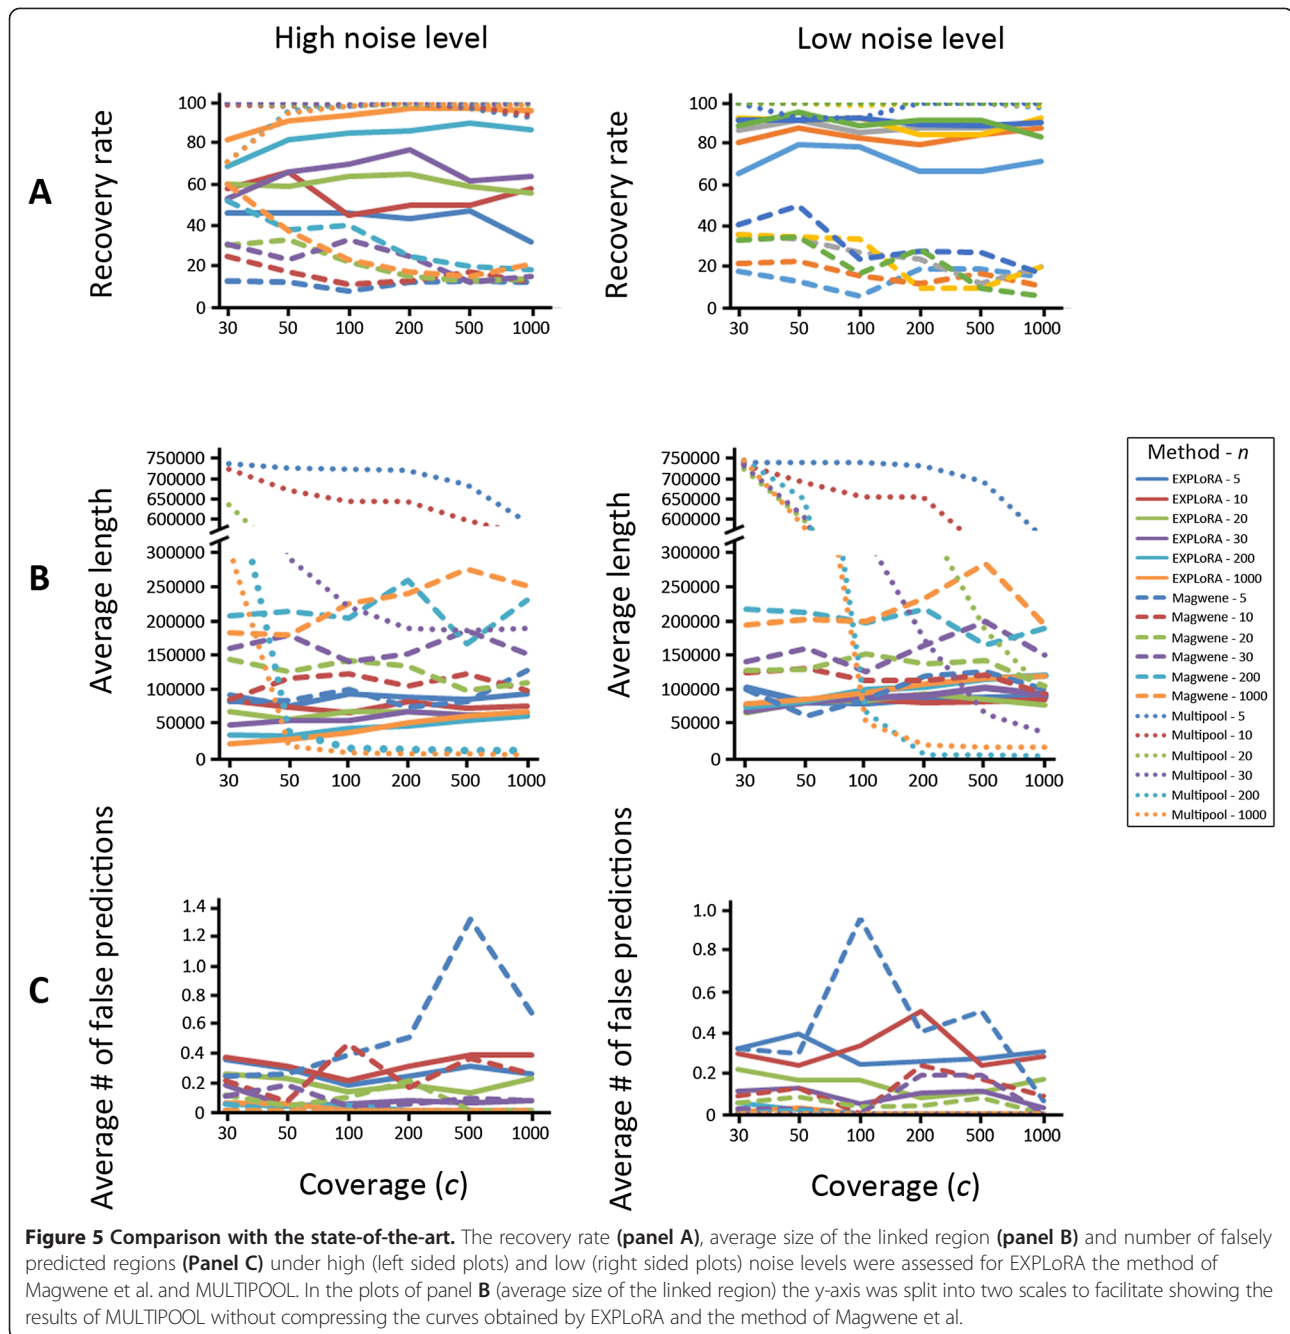 High noise level
Low noise level
A
Recovery rate
100
80
60
40
20
0
30 50 100 200 500 1000
Recovery rate
100
80
60
40
20
0
30 50 100 200 500 1000
B
Average length
750000
700000
650000
600000
300000
250000
200000
150000
100000
50000
0
30 50 100 200 500 1000
Average length
750000
700000
650000
600000
300000
250000
200000
150000
100000
50000
0
30 50 100 200 500 1000
Method - n
EXPLoRA - 5
EXPLoRA - 10
EXPLoRA - 20
EXPLoRA - 30
EXPLoRA - 200
EXPLoRA - 1000
Magwene - 5
Magwene - 10
Magwene - 20
Magwene - 30
Magwene - 200
Magwene - 1000
Multipool - 5
Multipool - 10
Multipool - 20
Multipool - 30
Multipool - 200
Multipool - 1000
C
Average # of false predictions
1.4
1.2
1.0
0.8
0.6
0.4
0.2
0
30 50 100 200 500 1000
Coverage (c)
Average # of false predictions
1.0
0.8
0.6
0.4
0.2
0
30 50 100 200 500 1000
Coverage (c)
Figure 5 Comparison with the state-of-the-art. The recovery rate (panel A), average size of the linked region (panel B) and number of falsely
predicted regions (Panel C) under high (left sided plots) and low (right sided plots) noise levels were assessed for EXPLoRA the method of
Magwene et al. and MULTIPOOL. In the plots of panel B (average size of the linked region) the y-axis was split into two scales to facilitate showing the
results of MULTIPOOL without compressing the curves obtained by EXPLoRA and the method of Magwene et al.